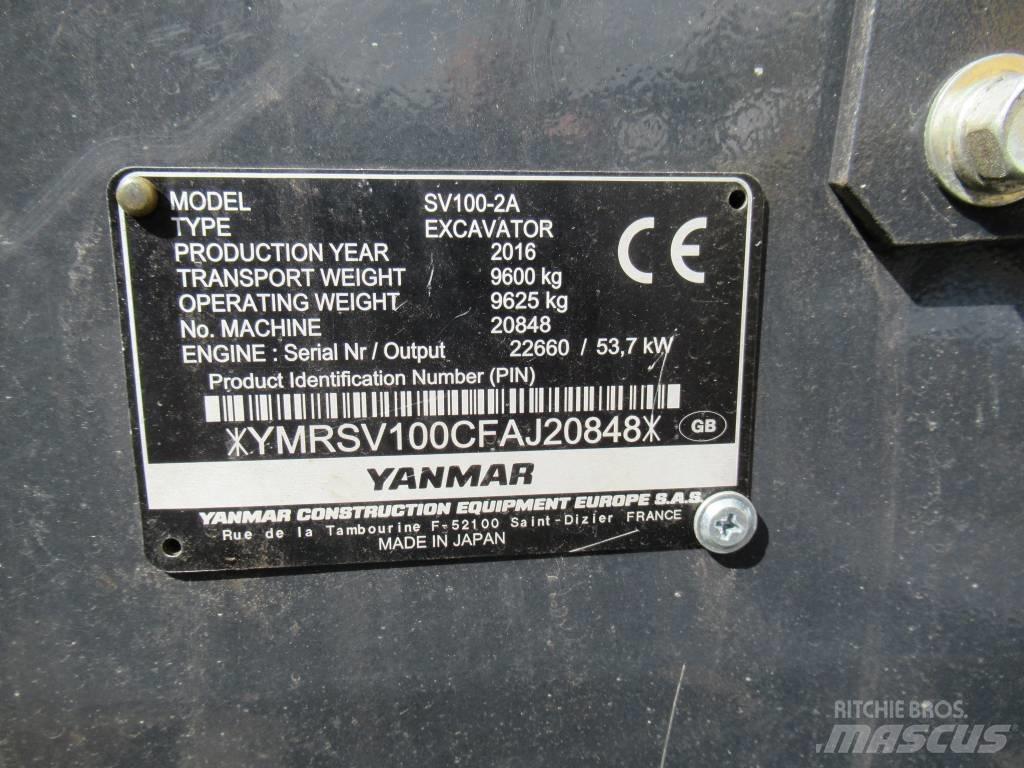 MODEL SV100-2A
TYPE EXCAVATOR
PRODUCTION YEAR 2016
TRANSPORT WEIGHT 9600 kg
OPERATING WEIGHT 9625 kg
No. MACHINE 20848
ENGINE : Serial Nr / Output 22660 / 53,7 kW
Product Identification Number (PIN)
*YMRSV100CFAJ20848* GB
YANMAR
YANMAR CONSTRUCTION EQUIPMENT EUROPE S.A.S.
Rue de la Tambourine F-52100 Saint-Dizier FRANCE
MADE IN JAPAN
CE
RITCHIE BROS.
MASCUS